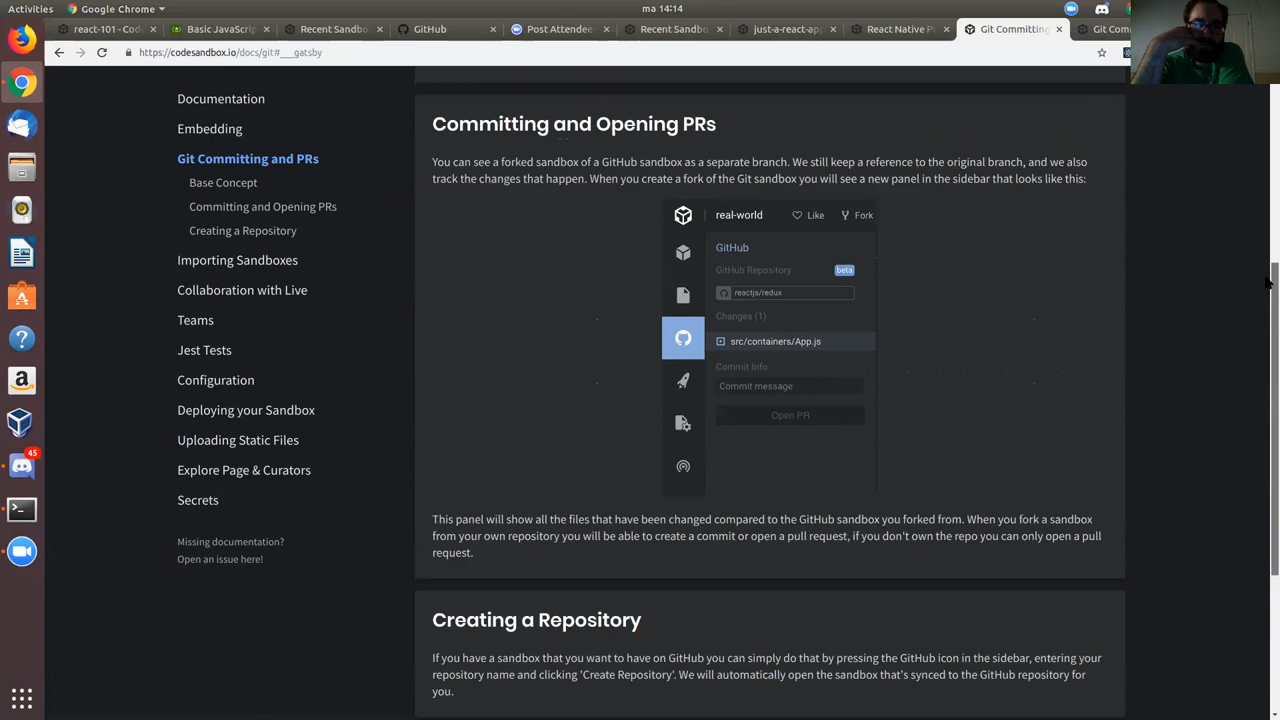 Activities
Google Chrome
ma 14:14
react-101 - Cod
Basic JavaScrip
Recent Sandbo
GitHub
Post Attendee
Recent Sandbo
just-a-react-ap
React Native P
Git Committing
Git Com
https://codesandbox.io/docs/git#___gatsby
Documentation
Embedding
Git Committing and PRs
Base Concept
Committing and Opening PRs
Creating a Repository
Importing Sandboxes
Collaboration with Live
Teams
Jest Tests
Configuration
Deploying your Sandbox
Uploading Static Files
Explore Page & Curators
Secrets
Missing documentation?
Open an issue here!
45
Committing and Opening PRs
You can see a forked sandbox of a GitHub sandbox as a separate branch. We still keep a reference to the original branch, and we also
track the changes that happen. When you create a fork of the Git sandbox you will see a new panel in the sidebar that looks like this:
real-world
Like
Fork
GitHub
GitHub Repository
beta
reactjs/redux
Changes (1)
src/containers/App.js
Commit Info
Commit message
Open PR
This panel will show all the files that have been changed compared to the GitHub sandbox you forked from. When you fork a sandbox
from your own repository you will be able to create a commit or open a pull request, if you don't own the repo you can only open a pull
request.
Creating a Repository
If you have a sandbox that you want to have on GitHub you can simply do that by pressing the GitHub icon in the sidebar, entering your
repository name and clicking 'Create Repository'. We will automatically open the sandbox that's synced to the GitHub repository for
you.